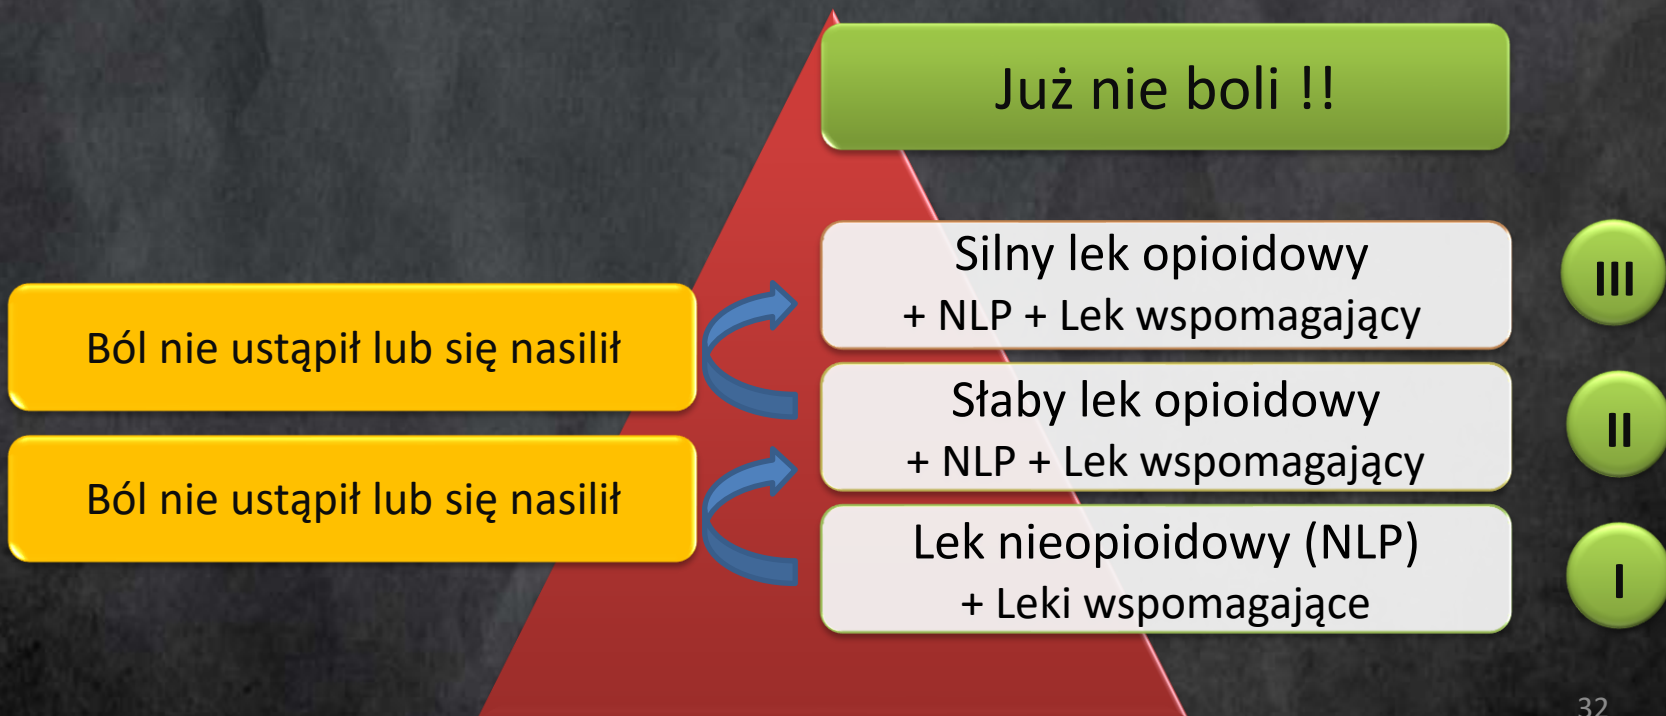 Już nie boli !!
Silny lek opioidowy
+ NLP + Lek wspomagający
III
Ból nie ustąpił lub się nasilił
Słaby lek opioidowy
+ NLP + Lek wspomagający
II
Ból nie ustąpił lub się nasilił
Lek nieopioidowy (NLP)
+ Leki wspomagające
I
32